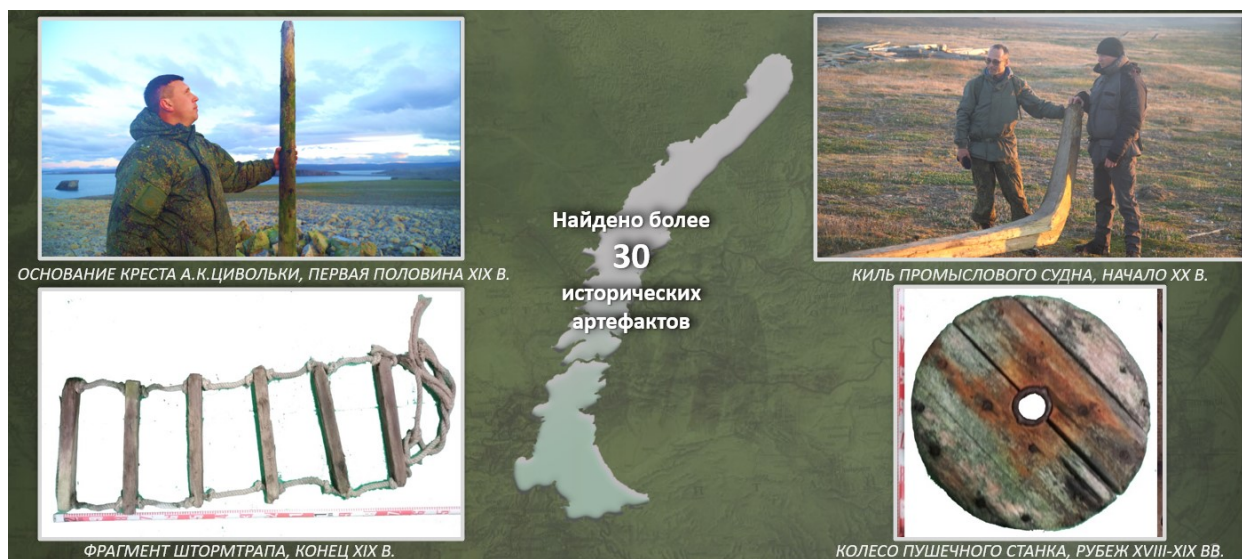 ОСНОВАНИЕ КРЕСТА А.К.ЦИВОЛЬКИ, ПЕРВАЯ ПОЛОВИНА XIX В.
ФРАГМЕНТ ШТОРМТРАПА, КОНЕЦ XIX В.
Найдено более
30
исторических
артефактов
КИЛЬ ПРОМЫСЛОВОГО СУДНА, НАЧАЛО XX В.
КОЛЕСО ПУШЕЧНОГО СТАНКА, РУБЕЖ XVIII-XIX ВВ.